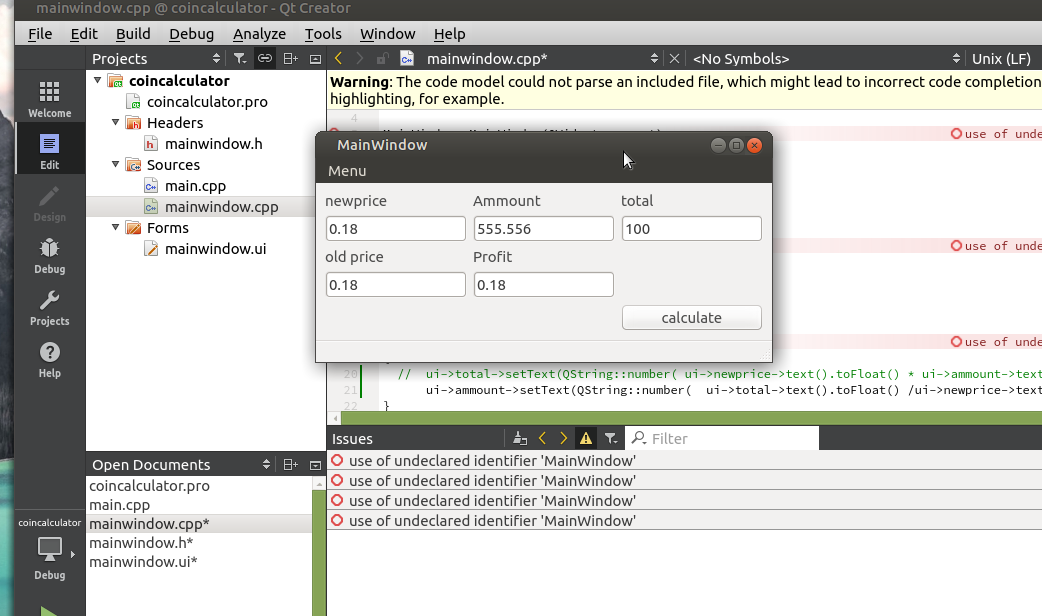 mainwindow.cpp @ coincalculator - Qt Creator
File Edit Build Debug Analyze Tools Window Help
Projects
mainwindow.cpp*
<No Symbols>
Unix (LF)
Welcome
Edit
Design
Debug
Projects
Help
coincalculator
Debug
coincalculator
coincalculator.pro
Headers
mainwindow.h
Sources
main.cpp
mainwindow.cpp
Forms
mainwindow.ui
Warning: The code model could not parse an included file, which might lead to incorrect code completion
highlighting, for example.
4
use of unde
use of unde
use of unde
MainWindow
Menu
newprice Ammount total
0.18 555.556 100
old price Profit
0.18 0.18
calculate
20 // ui->total->setText(QString::number( ui->newprice->text().toFloat() * ui->ammount->text
21 ui->ammount->setText(QString::number( ui->total->text().toFloat() /ui->newprice->text
22 }
Issues
Filter
use of undeclared identifier 'MainWindow'
use of undeclared identifier 'MainWindow'
use of undeclared identifier 'MainWindow'
use of undeclared identifier 'MainWindow'
Open Documents
coincalculator.pro
main.cpp
mainwindow.cpp*
mainwindow.h*
mainwindow.ui*